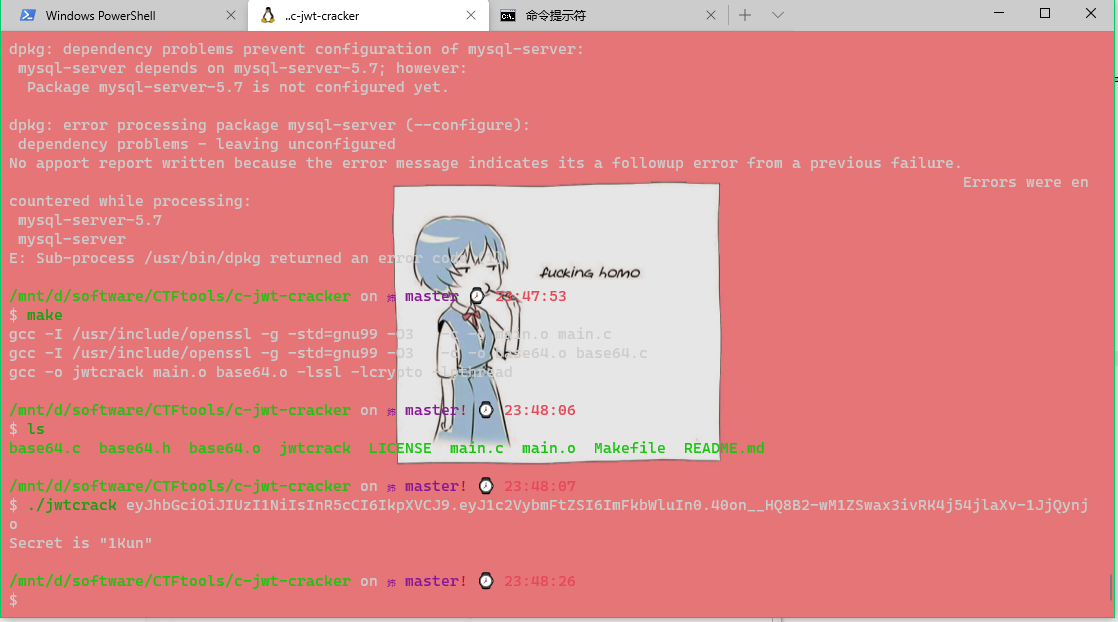 Windows PowerShell
..c-jwt-cracker
命令提示符
dpkg: dependency problems prevent configuration of mysql-server:
mysql-server depends on mysql-server-5.7; however:
Package mysql-server-5.7 is not configured yet.
dpkg: error processing package mysql-server (--configure):
dependency problems - leaving unconfigured
No apport report written because the error message indicates its a followup error from a previous failure.
Errors were en
countered while processing:
mysql-server-5.7
mysql-server
E: Sub-process /usr/bin/dpkg returned an error
fucking homo
/mnt/d/software/CTFtools/c-jwt-cracker on master 23:47:53
$ make
gcc -I /usr/include/openssl -g -std=gnu99 -O3 -c -o main.o main.c
gcc -I /usr/include/openssl -g -std=gnu99 -O3 -c -o base64.o base64.c
gcc -o jwtcrack main.o base64.o -lssl -lcrypto -lpthread
/mnt/d/software/CTFtools/c-jwt-cracker on master! 23:48:06
$ ls
base64.c base64.h base64.o jwtcrack LICENSE main.c main.o Makefile README.md
/mnt/d/software/CTFtools/c-jwt-cracker on master! 23:48:07
$ ./jwtcrack eyJhbGciOiJIUzI1NiIsInR5cCI6IkpXVCJ9.eyJ1c2VybmFtZSI6ImFkbWluIn0.40on__HQ8B2-wM1ZSwax3ivRK4j54jlaXv-1JjQynj
o
Secret is "1Kun"
/mnt/d/software/CTFtools/c-jwt-cracker on master! 23:48:26
$